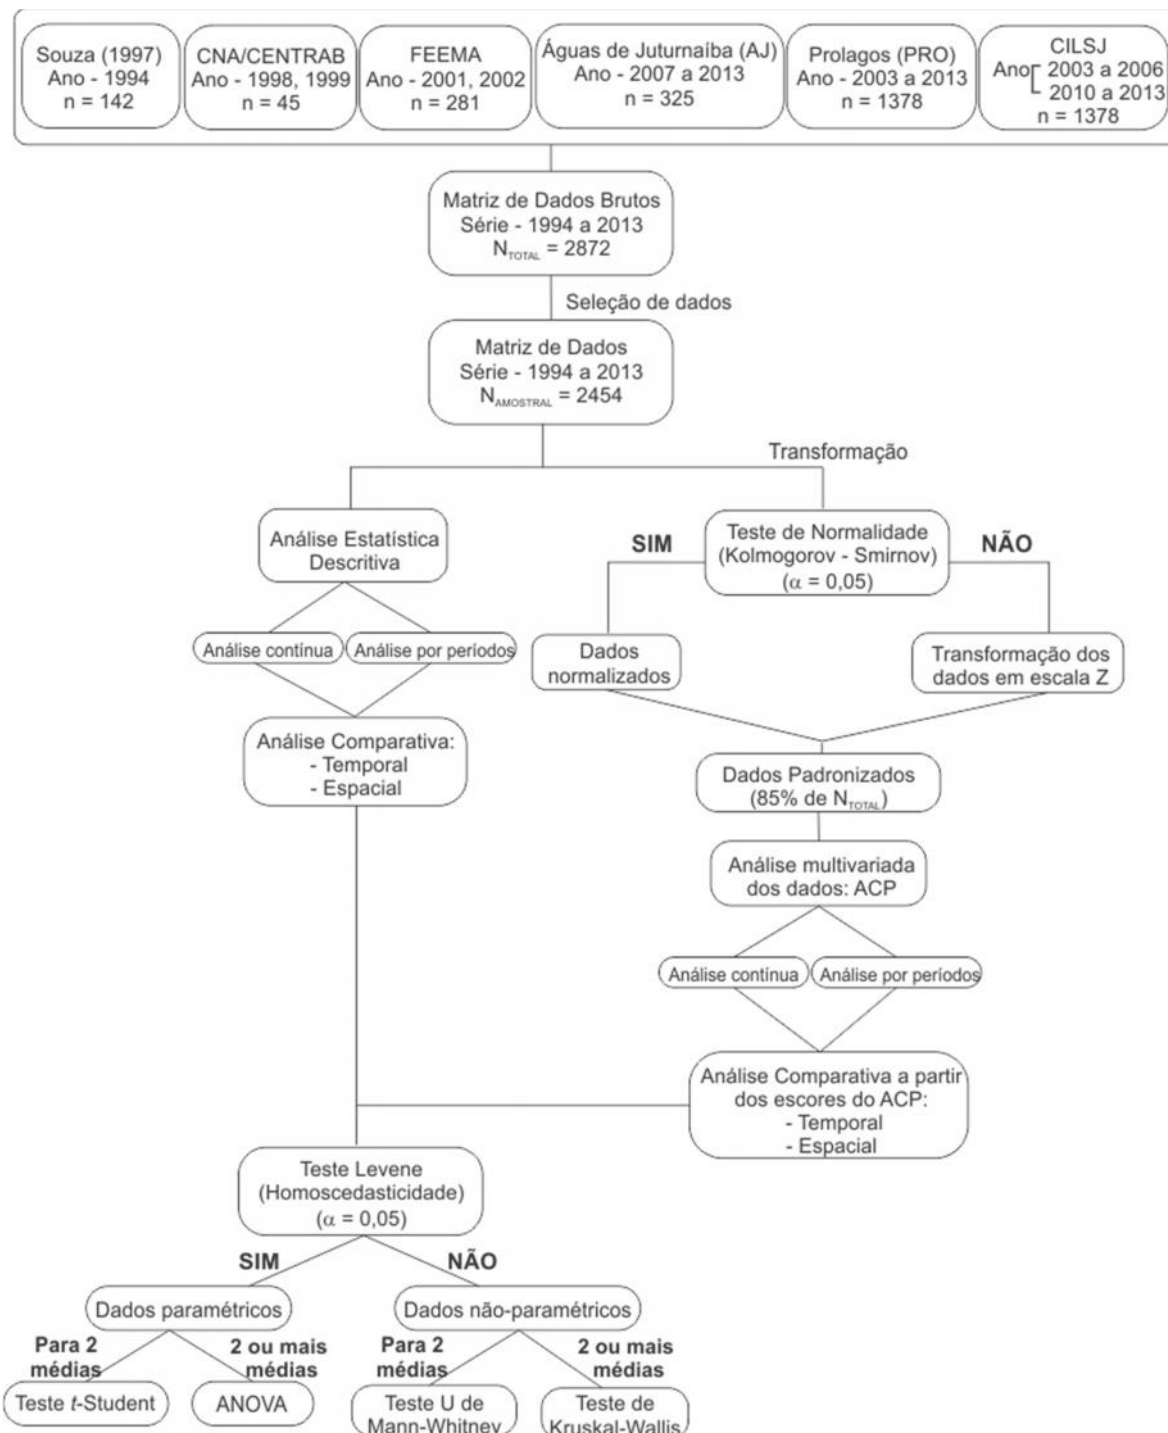 Souza (1997)
Ano - 1994
n = 142
CNA/CENTRAB
Ano - 1998, 1999
n = 45
FEEMA
Ano - 2001, 2002
n = 281
Águas de Juturnaíba (AJ)
Ano - 2007 a 2013
n = 325
Prolagos (PRO)
Ano - 2003 a 2013
n = 1378
CILSJ
Ano 2003 a 2006
2010 a 2013
n = 1378
Matriz de Dados Brutos
Série - 1994 a 2013
NTOTAL = 2872
Seleção de dados
Matriz de Dados
Série - 1994 a 2013
NAMOSTRAL = 2454
Transformação
Análise Estatística
Descritiva
Análise contínua
Análise por períodos
Análise Comparativa:
- Temporal
- Espacial
SIM
Teste de Normalidade
(Kolmogorov - Smirnov)
(α = 0,05)
NÃO
Dados
normalizados
Transformação dos
dados em escala Z
Dados Padronizados
(85% de NTOTAL)
Análise multivariada
dos dados: ACP
Análise contínua
Análise por períodos
Análise Comparativa a partir
dos escores do ACP:
- Temporal
- Espacial
Teste Levene
(Homoscedasticidade)
(α = 0,05)
SIM
NÃO
Dados paramétricos
Dados não-paramétricos
Para 2
médias
2 ou mais
médias
Para 2
médias
2 ou mais
médias
Teste t-Student
ANOVA
Teste U de
Mann-Whitney
Teste de
Kruskal-Wallis